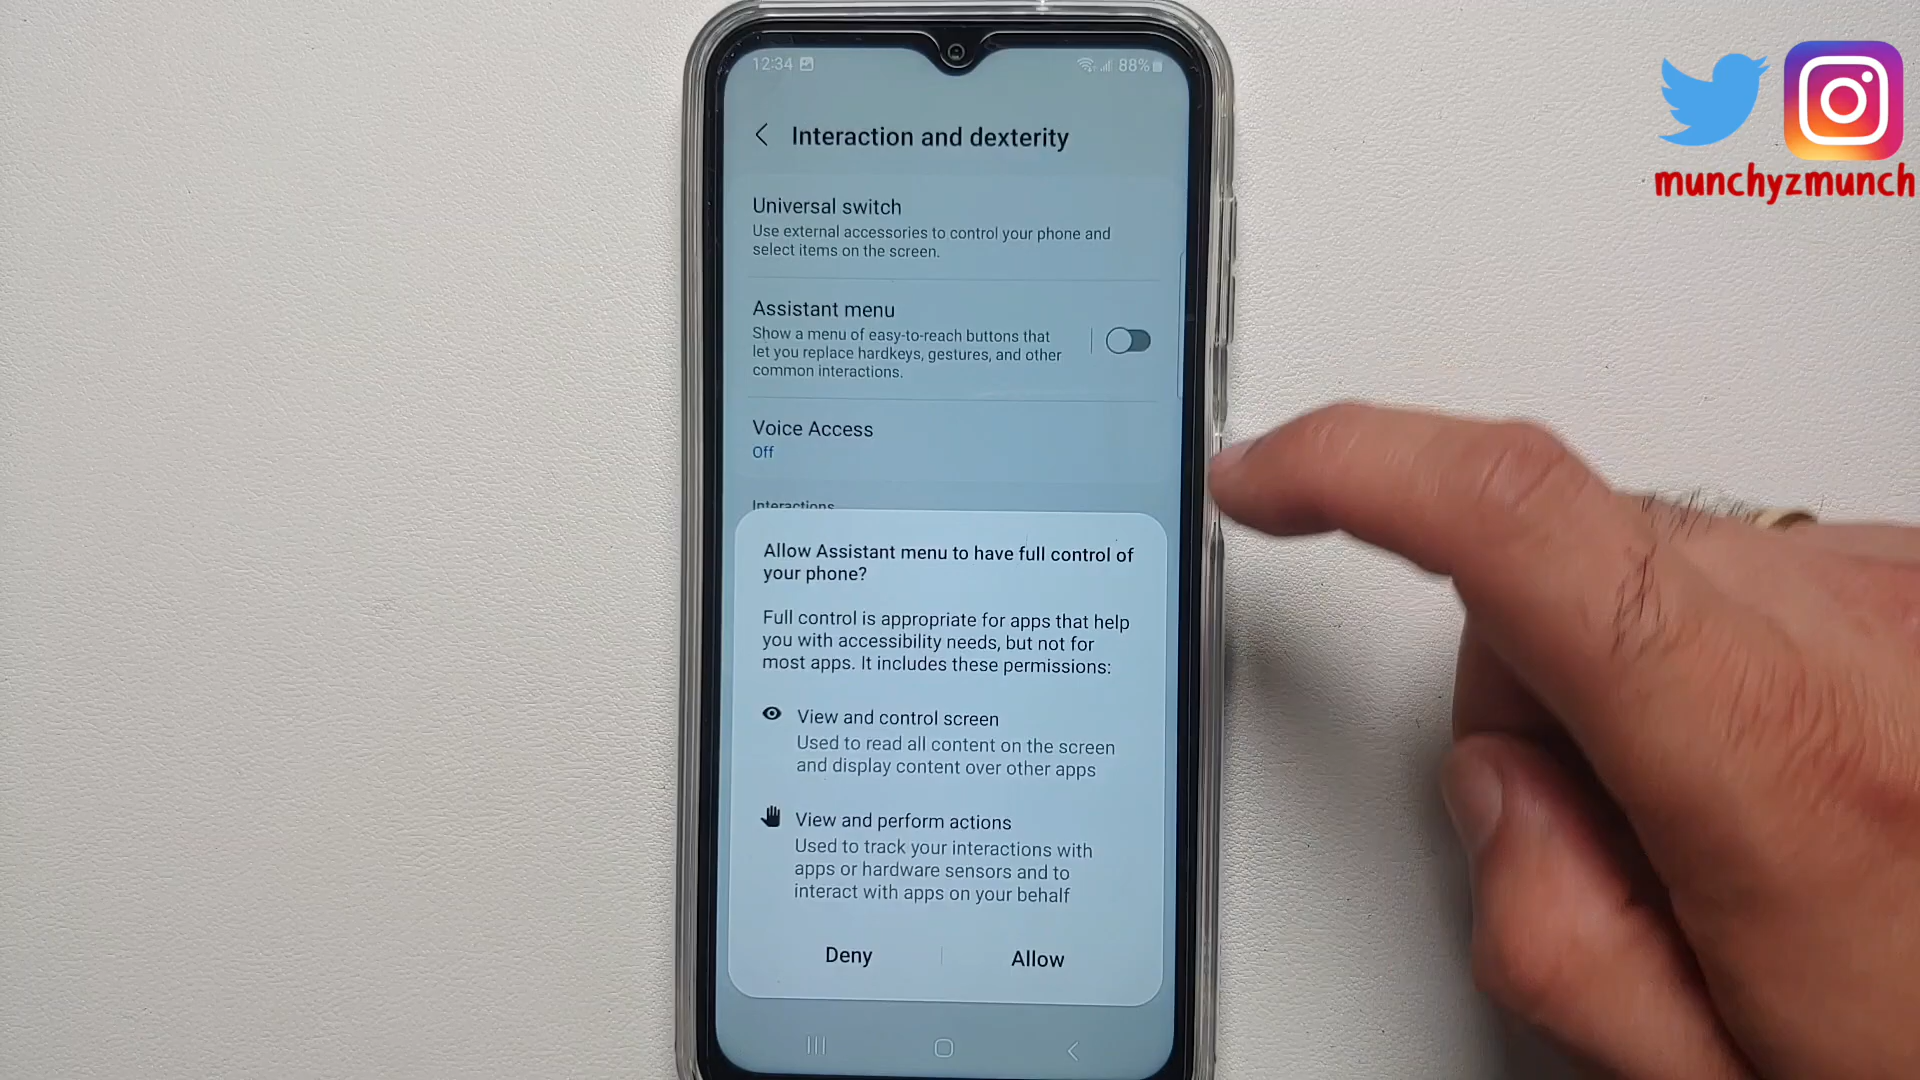 12:34
88%
munchyzmunch
Interaction and dexterity
Universal switch
Use external accessories to control your phone and
select items on the screen.
Assistant menu
Show a menu of easy-to-reach buttons that
let you replace hardkeys, gestures, and other
common interactions.
Voice Access
Off
Interactions
Allow Assistant menu to have full control of
your phone?
Full control is appropriate for apps that help
you with accessibility needs, but not for
most apps. It includes these permissions:
View and control screen
Used to read all content on the screen
and display content over other apps
View and perform actions
Used to track your interactions with
apps or hardware sensors and to
interact with apps on your behalf
Deny
Allow